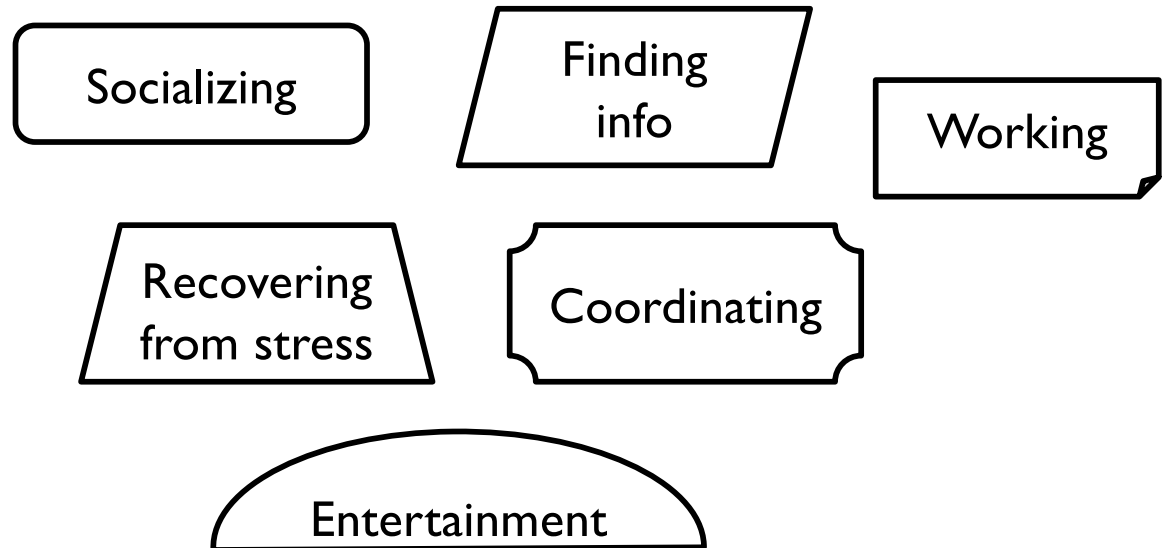 Socializing
Finding
info
Working
Recovering
from stress
Coordinating
Entertainment